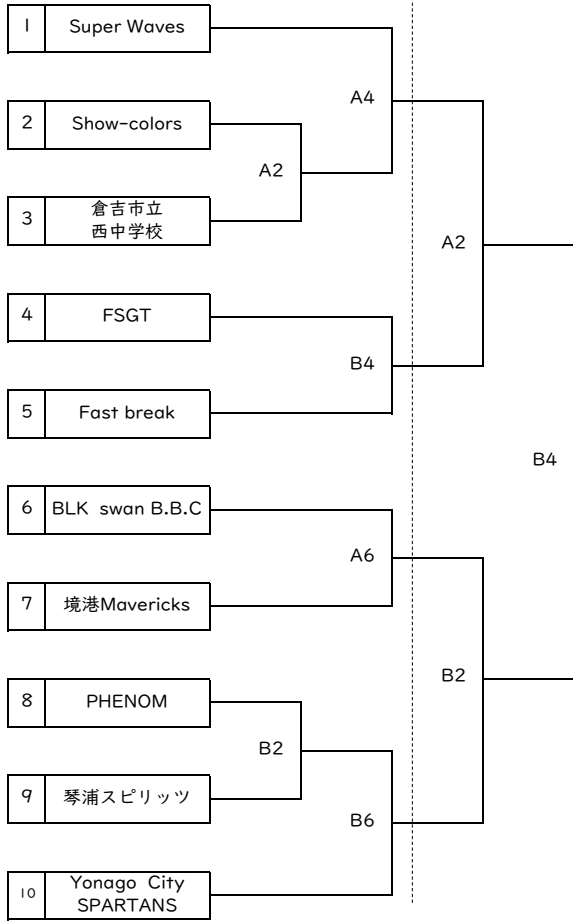 1 Super Waves
A4
2 Show-colors
A2
3 倉吉市立
西中学校
A2
4 FSGT
B4
5 Fast break
B4
6 BLK swan B.B.C
A6
7 境港Mavericks
B2
8 PHENOM
B2
9 琴浦スピリッツ
B6
10 Yonago City
SPARTANS